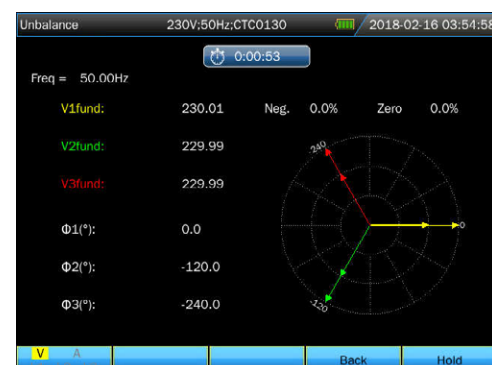 Unbalance 230V;50Hz;CTC0130 2018-02-16 03:54:58
0:00:53
Freq = 50.00Hz
V1fund: 230.01 Neg. 0.0% Zero 0.0%
V2fund: 229.99
V3fund: 229.99
Φ1(°): 0.0
Φ2(°): -120.0
Φ3(°): -240.0
-240
0
-120
V A Back Hold